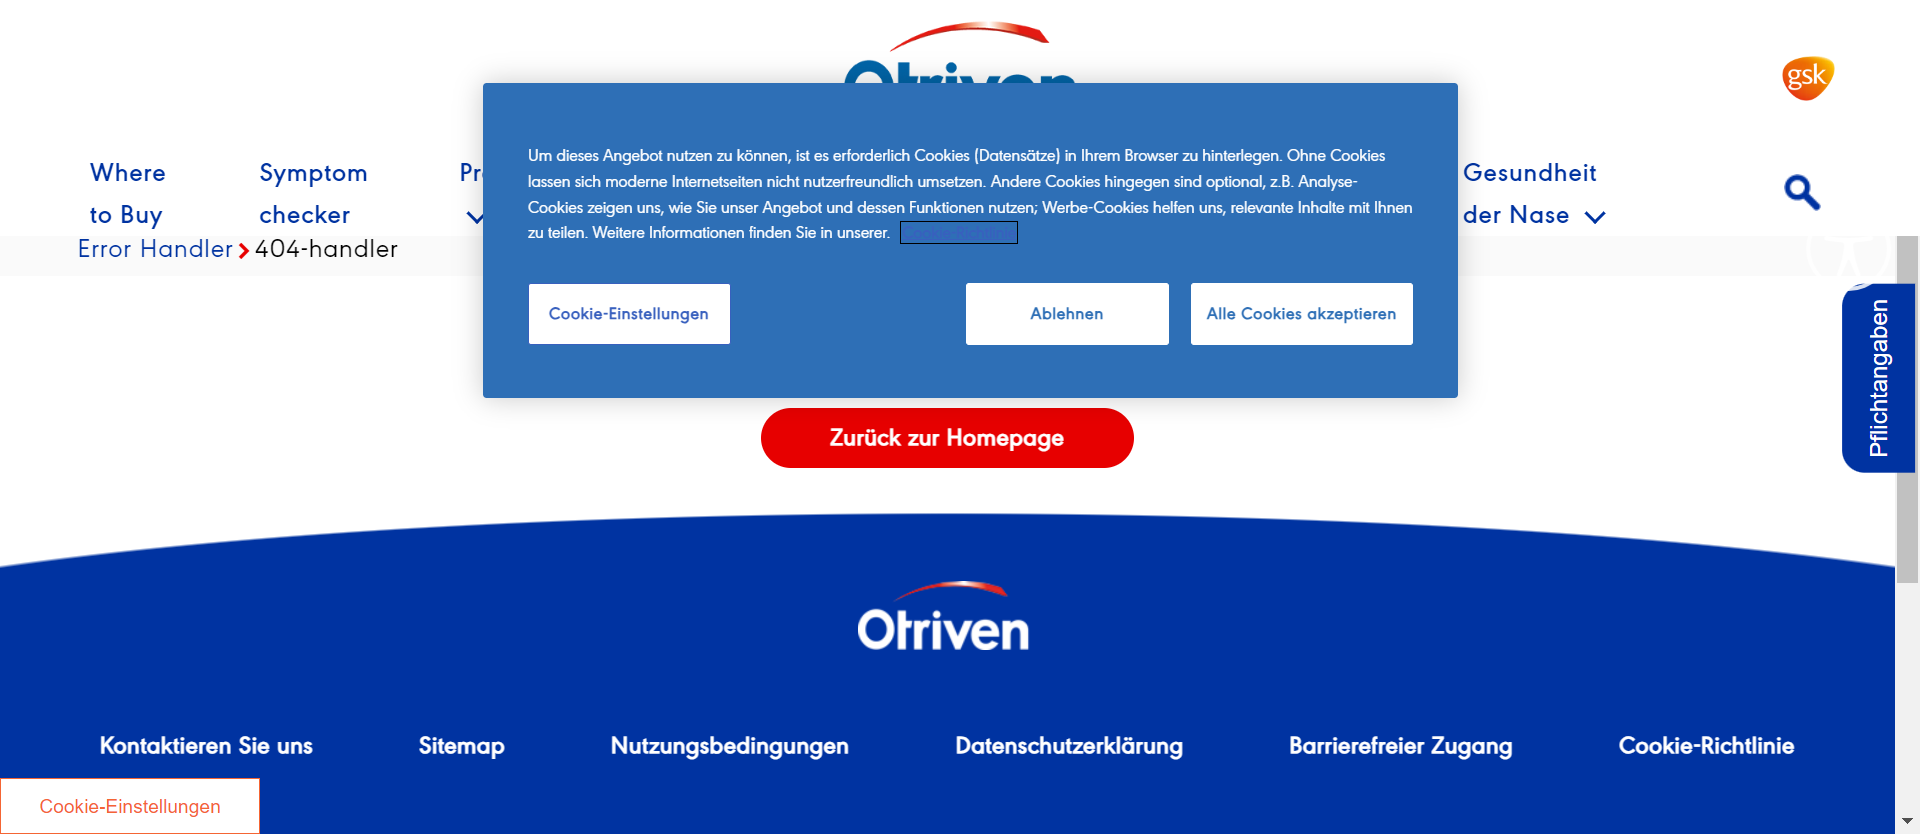 Otriven
gsk
Where
to Buy
Symptom
checker
Gesundheit
der Nase
Error Handler
404-handler
Um dieses Angebot nutzen zu können, ist es erforderlich Cookies (Datensätze) in Ihrem Browser zu hinterlegen. Ohne Cookies
lassen sich moderne Internetseiten nicht nutzerfreundlich umsetzen. Andere Cookies hingegen sind optional, z.B. Analyse-
Cookies zeigen uns, wie Sie unser Angebot und dessen Funktionen nutzen; Werbe-Cookies helfen uns, relevante Inhalte mit Ihnen
zu teilen. Weitere Informationen finden Sie in unserer. Cookie-Richtlinie
Cookie-Einstellungen
Ablehnen
Alle Cookies akzeptieren
Pflichtangaben
Zurück zur Homepage
Otriven
Kontaktieren Sie uns
Sitemap
Nutzungsbedingungen
Datenschutzerklärung
Barrierefreier Zugang
Cookie-Richtlinie
Cookie-Einstellungen